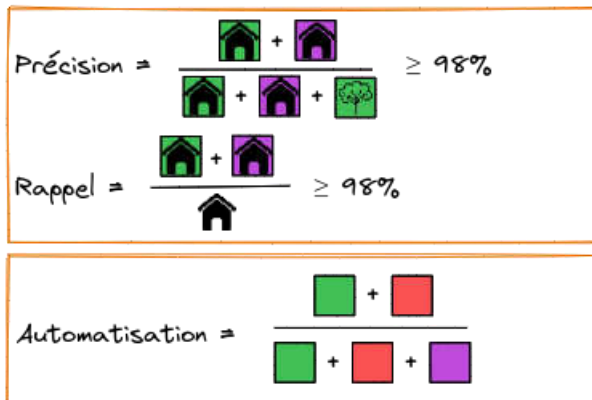 +
Précision = ≥ 98%
+ +
+
Rappel = ≥ 98%
+
Automatisation =
+ +